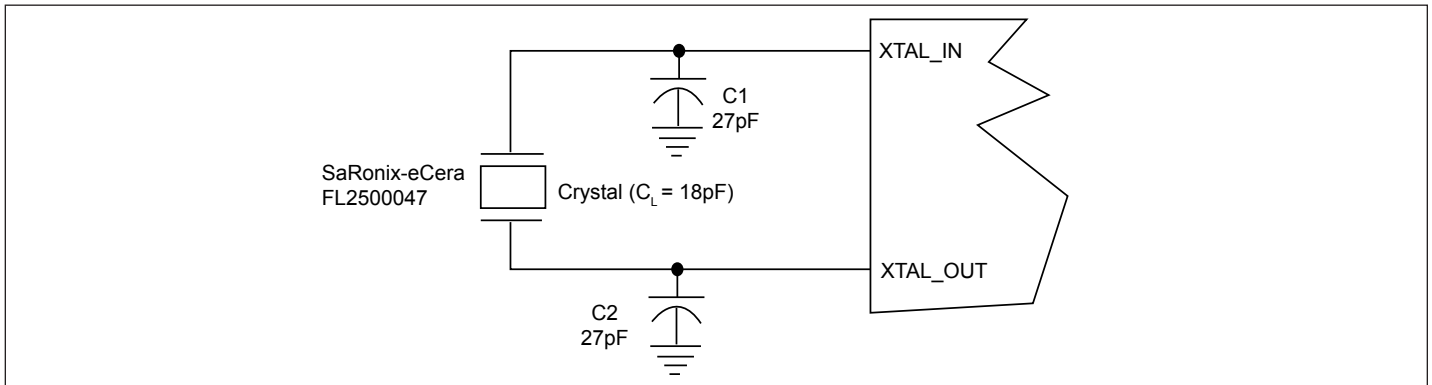 XTAL_IN
C1
27pF
SaRonix-eCera
FL2500047
Crystal (CL = 18pF)
XTAL_OUT
C2
27pF